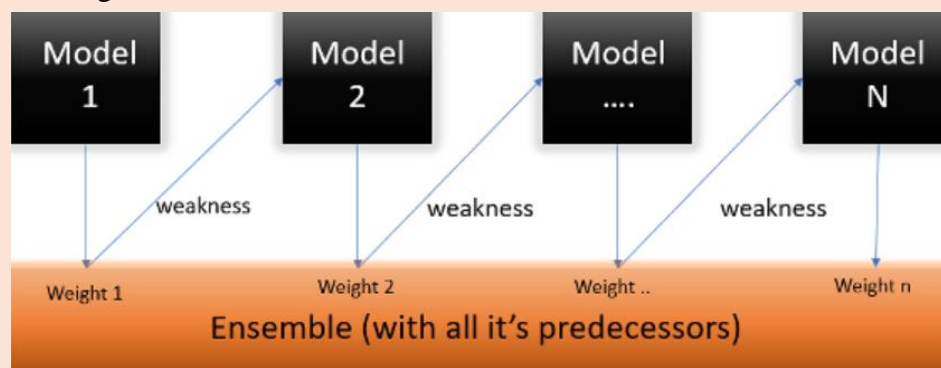 Model
1
Model
2
Model
....
Model
N
weakness
weakness
weakness
Weight 1
Weight 2
Weight ..
Weight n
Ensemble (with all it's predecessors)